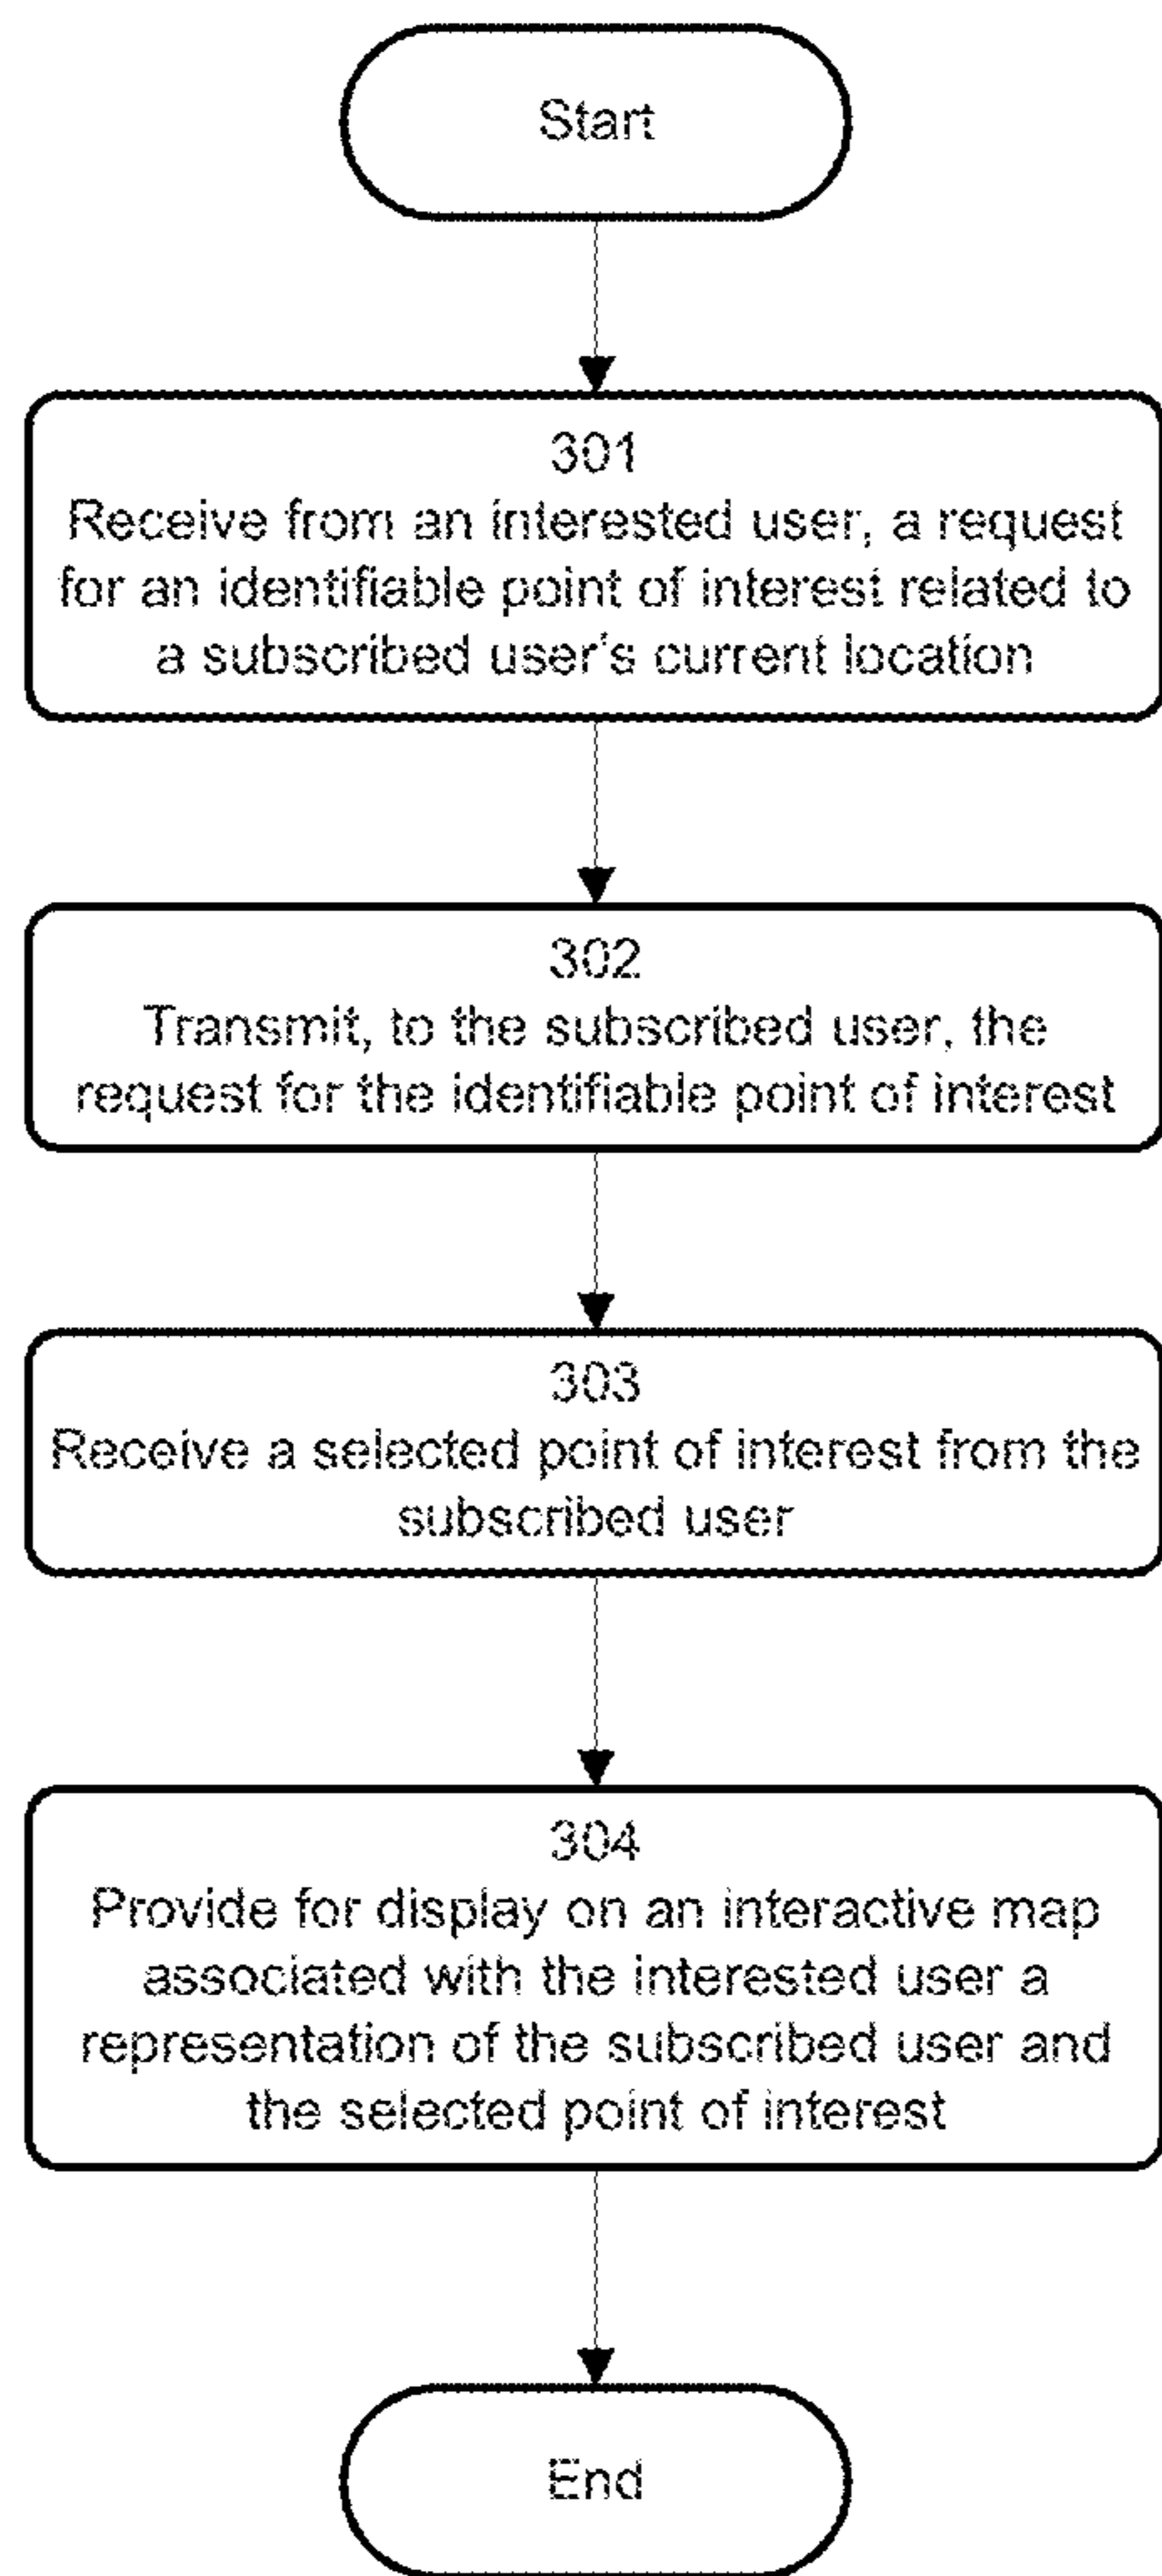 Start
301
Receive from an interested user, a request
for an identifiable point of interest related to
a subscribed user's current location
302
Transmit, to the subscribed user, the
request for the identifiable point of interest
303
Receive a selected point of interest from the
subscribed user
304
Provide for display on an interactive map
associated with the interested user a
representation of the subscribed user and
the selected point of interest
End